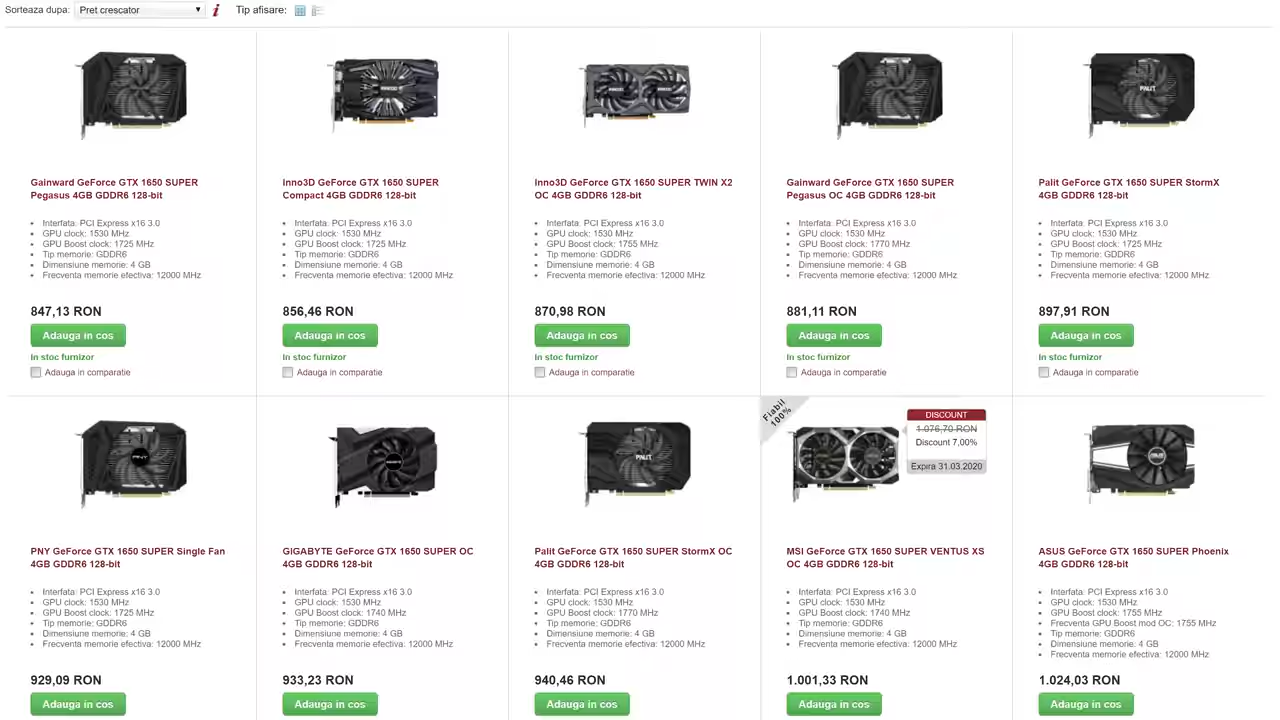 Sorteaza dupa: Pret crescator Tip afisare:
Gainward GeForce GTX 1650 SUPER
Pegasus 4GB GDDR6 128-bit
Interfata: PCI Express x16 3.0
GPU clock: 1530 MHz
GPU Boost clock: 1725 MHz
Tip memorie: GDDR6
Dimensiune memorie: 4 GB
Frecventa memorie efectiva: 12000 MHz
847,13 RON
Adauga in cos
In stoc furnizor
Adauga in comparatie
Inno3D GeForce GTX 1650 SUPER
Compact 4GB GDDR6 128-bit
Interfata: PCI Express x16 3.0
GPU clock: 1530 MHz
GPU Boost clock: 1725 MHz
Tip memorie: GDDR6
Dimensiune memorie: 4 GB
Frecventa memorie efectiva: 12000 MHz
856,46 RON
Adauga in cos
In stoc furnizor
Adauga in comparatie
Inno3D GeForce GTX 1650 SUPER TWIN X2
OC 4GB GDDR6 128-bit
Interfata: PCI Express x16 3.0
GPU clock: 1530 MHz
GPU Boost clock: 1755 MHz
Tip memorie: GDDR6
Dimensiune memorie: 4 GB
Frecventa memorie efectiva: 12000 MHz
870,98 RON
Adauga in cos
In stoc furnizor
Adauga in comparatie
Gainward GeForce GTX 1650 SUPER
Pegasus OC 4GB GDDR6 128-bit
Interfata: PCI Express x16 3.0
GPU clock: 1530 MHz
GPU Boost clock: 1770 MHz
Tip memorie: GDDR6
Dimensiune memorie: 4 GB
Frecventa memorie efectiva: 12000 MHz
881,11 RON
Adauga in cos
In stoc furnizor
Adauga in comparatie
PALIT
Palit GeForce GTX 1650 SUPER StormX
4GB GDDR6 128-bit
Interfata: PCI Express x16 3.0
GPU clock: 1530 MHz
GPU Boost clock: 1725 MHz
Tip memorie: GDDR6
Dimensiune memorie: 4 GB
Frecventa memorie efectiva: 12000 MHz
897,91 RON
Adauga in cos
In stoc furnizor
Adauga in comparatie
PNY
PNY GeForce GTX 1650 SUPER Single Fan
4GB GDDR6 128-bit
Interfata: PCI Express x16 3.0
GPU clock: 1530 MHz
GPU Boost clock: 1725 MHz
Tip memorie: GDDR6
Dimensiune memorie: 4 GB
Frecventa memorie efectiva: 12000 MHz
929,09 RON
Adauga in cos
GIGABYTE GeForce GTX 1650 SUPER OC
4GB GDDR6 128-bit
Interfata: PCI Express x16 3.0
GPU clock: 1530 MHz
GPU Boost clock: 1740 MHz
Tip memorie: GDDR6
Dimensiune memorie: 4 GB
Frecventa memorie efectiva: 12000 MHz
933,23 RON
Adauga in cos
PALIT
Palit GeForce GTX 1650 SUPER StormX OC
4GB GDDR6 128-bit
Interfata: PCI Express x16 3.0
GPU clock: 1530 MHz
GPU Boost clock: 1770 MHz
Tip memorie: GDDR6
Dimensiune memorie: 4 GB
Frecventa memorie efectiva: 12000 MHz
940,46 RON
Adauga in cos
Fiabil
100%
DISCOUNT
1.076,70 RON
Discount 7,00%
Expira 31.03.2020
MSI GeForce GTX 1650 SUPER VENTUS XS
OC 4GB GDDR6 128-bit
Interfata: PCI Express x16 3.0
GPU clock: 1530 MHz
GPU Boost clock: 1740 MHz
Tip memorie: GDDR6
Dimensiune memorie: 4 GB
Frecventa memorie efectiva: 12000 MHz
1.001,33 RON
Adauga in cos
ASUS
ASUS GeForce GTX 1650 SUPER Phoenix
4GB GDDR6 128-bit
Interfata: PCI Express x16 3.0
GPU clock: 1530 MHz
GPU Boost clock: 1755 MHz
Frecventa GPU Boost mod OC: 1755 MHz
Tip memorie: GDDR6
Dimensiune memorie: 4 GB
Frecventa memorie efectiva: 12000 MHz
1.024,03 RON
Adauga in cos